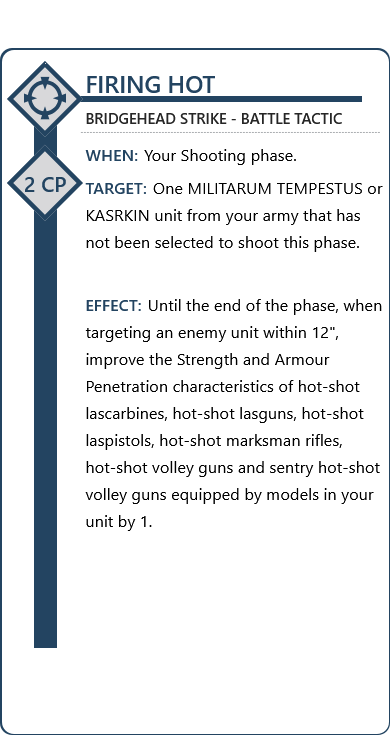 FIRING HOT
BRIDGEHEAD STRIKE - BATTLE TACTIC
WHEN: Your Shooting phase.
2 CP
TARGET: One MILITARUM TEMPESTUS or
KASRKIN unit from your army that has
not been selected to shoot this phase.
EFFECT: Until the end of the phase, when
targeting an enemy unit within 12",
improve the Strength and Armour
Penetration characteristics of hot-shot
lascarbines, hot-shot lasguns, hot-shot
laspistols, hot-shot marksman rifles,
hot-shot volley guns and sentry hot-shot
volley guns equipped by models in your
unit by 1.